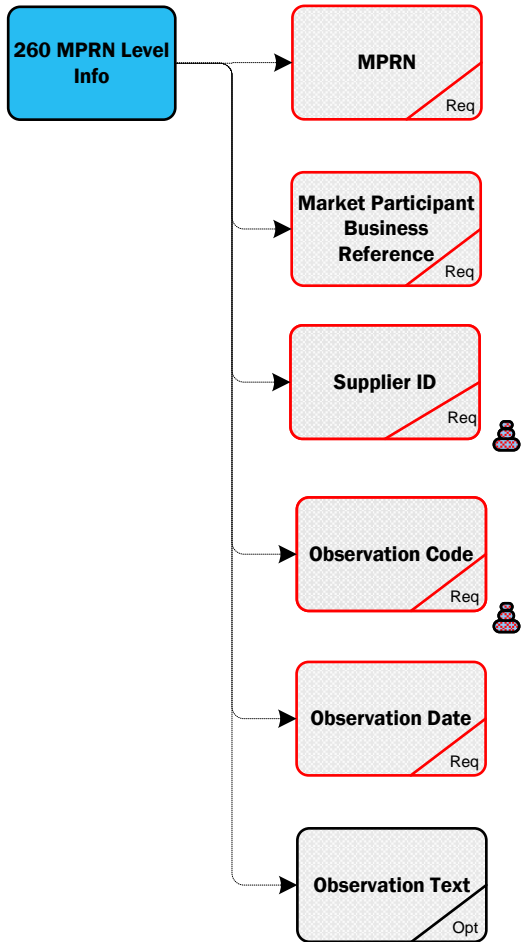 260 MPRN Level
Info
MPRN
Req
Market Participant
Business
Reference
Req
Supplier ID
Req
Observation Code
Req
Observation Date
Req
Observation Text
Opt